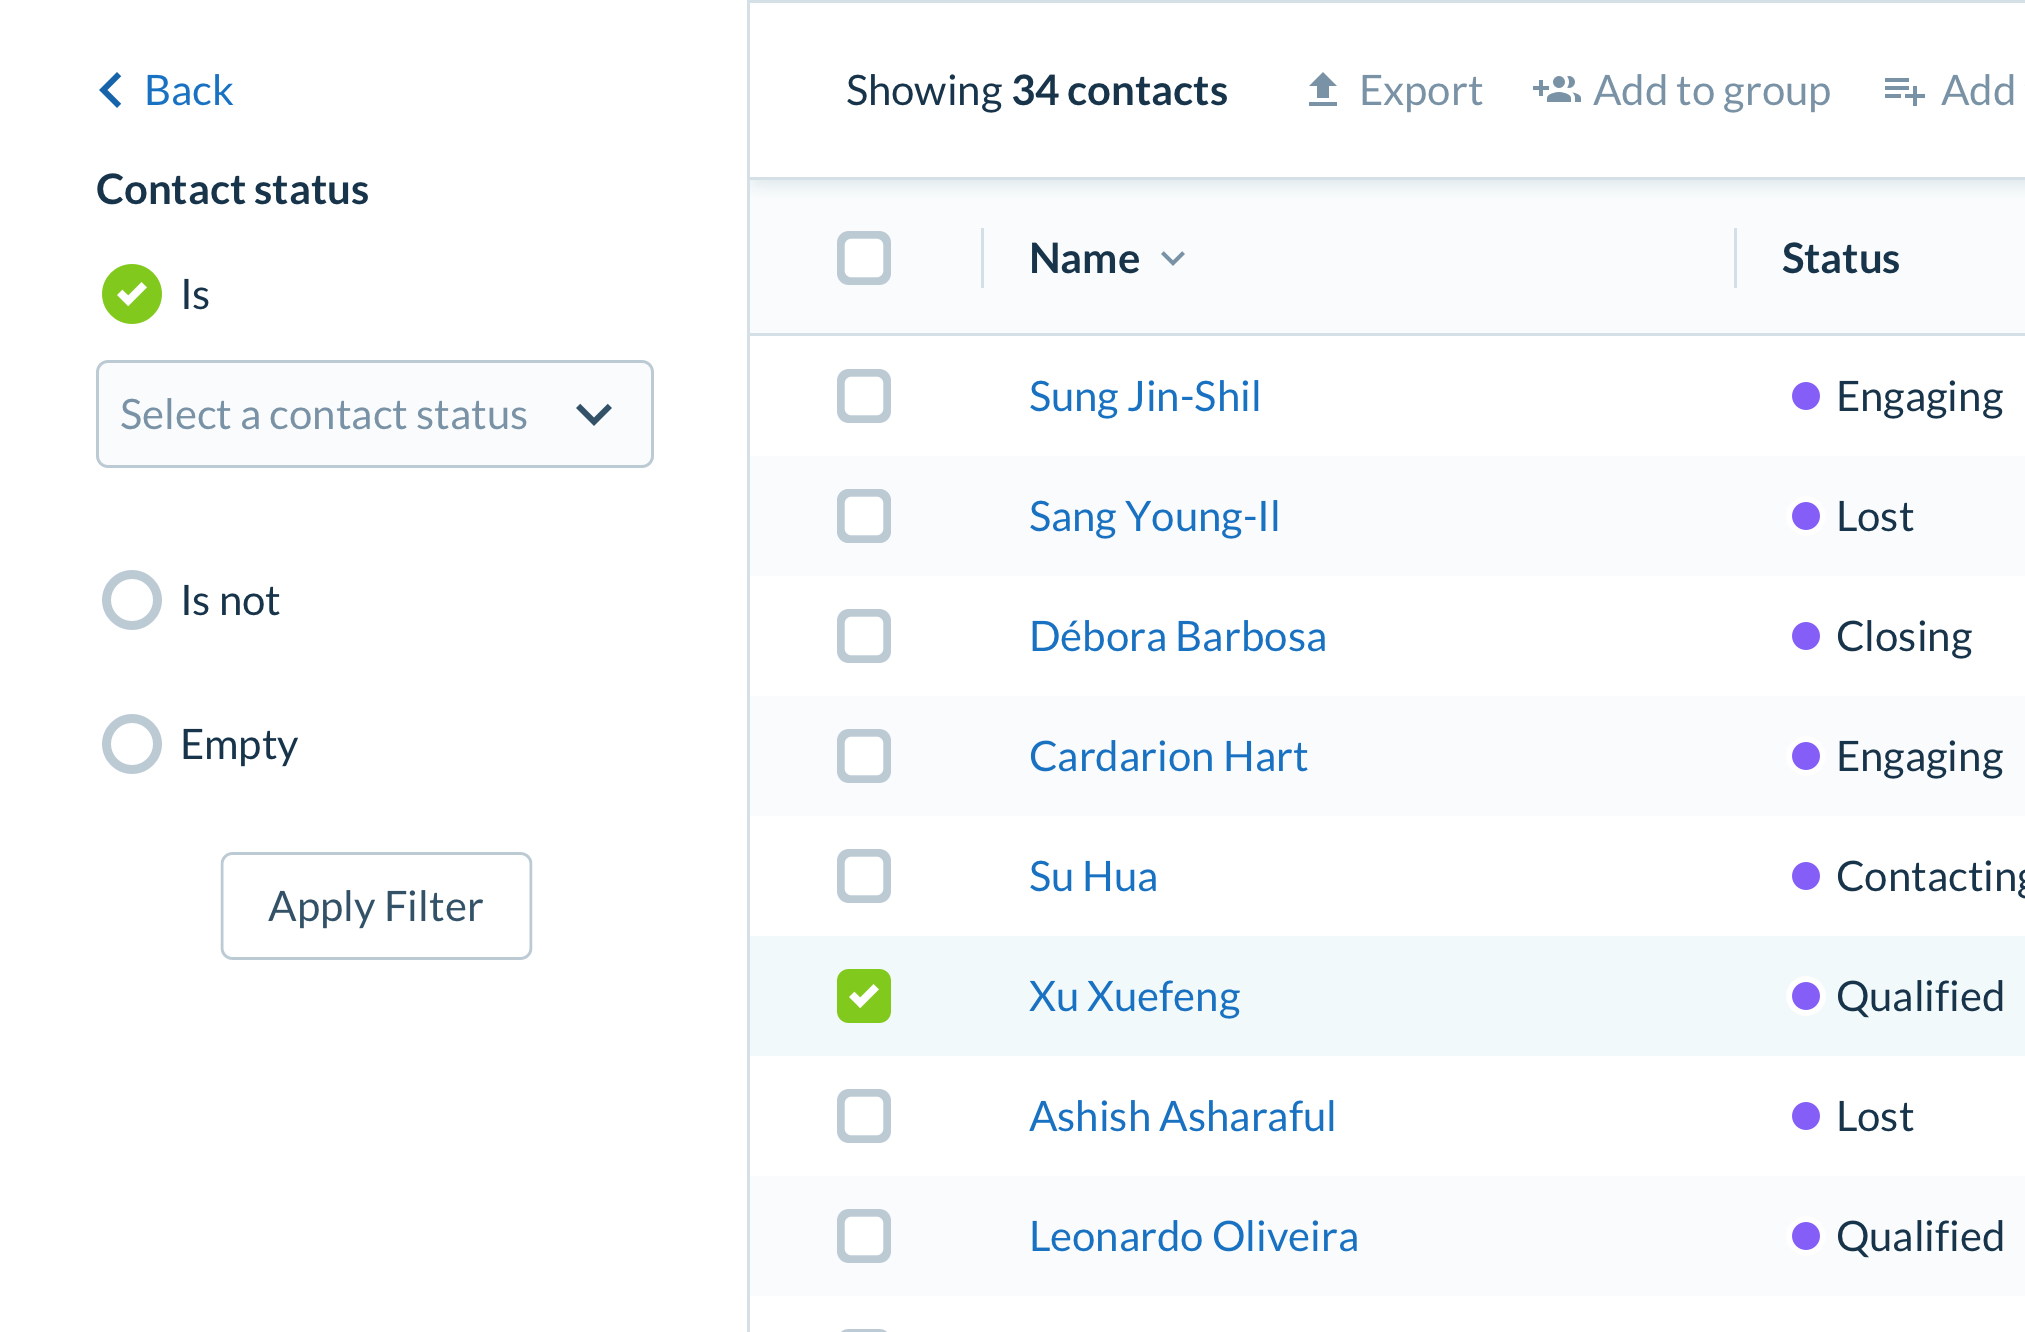 Back
Contact status
Is
Select a contact status
Is not
Empty
Apply Filter
Showing 34 contacts Export Add to group Add
Name Status
Sung Jin-Shil Engaging
Sang Young-Il Lost
Débora Barbosa Closing
Cardarion Hart Engaging
Su Hua Contacting
Xu Xuefeng Qualified
Ashish Asharaful Lost
Leonardo Oliveira Qualified